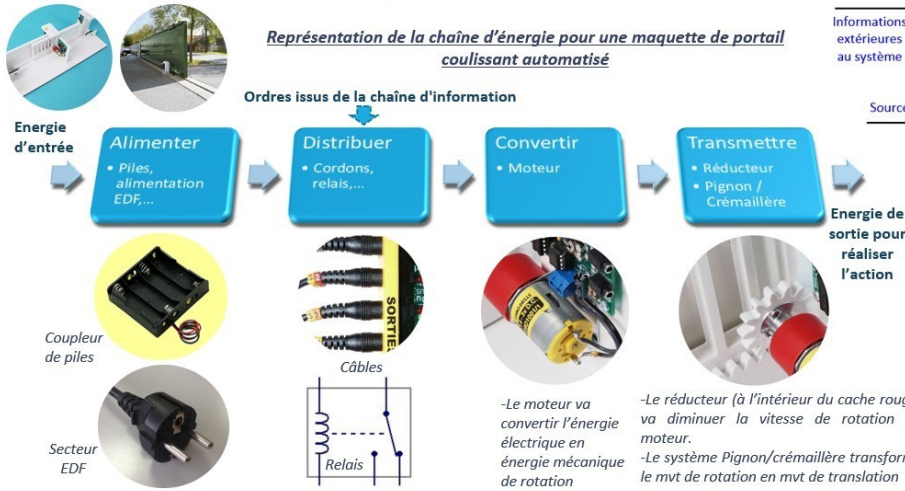 Représentation de la chaîne d'énergie pour une maquette de portail
coulissant automatisé
Informations
extérieures
au système
Source
Ordres issus de la chaîne d'information
Energie
d'entrée
Alimenter
• Piles,
alimentation
EDF,...
Distribuer
• Cordons,
relais,...
Convertir
• Moteur
Transmettre
• Réducteur
• Pignon /
Crémaillère
Energie de
sortie pour
réaliser
l'action
Coupleur
de piles
SORTIES
Câbles
Secteur
EDF
Relais
-Le moteur va
convertir l'énergie
électrique en
énergie mécanique
de rotation
-Le réducteur (à l'intérieur du cache roug
va diminuer la vitesse de rotation
moteur.
-Le système Pignon/crémaillère transfor
le mvt de rotation en mvt de translation